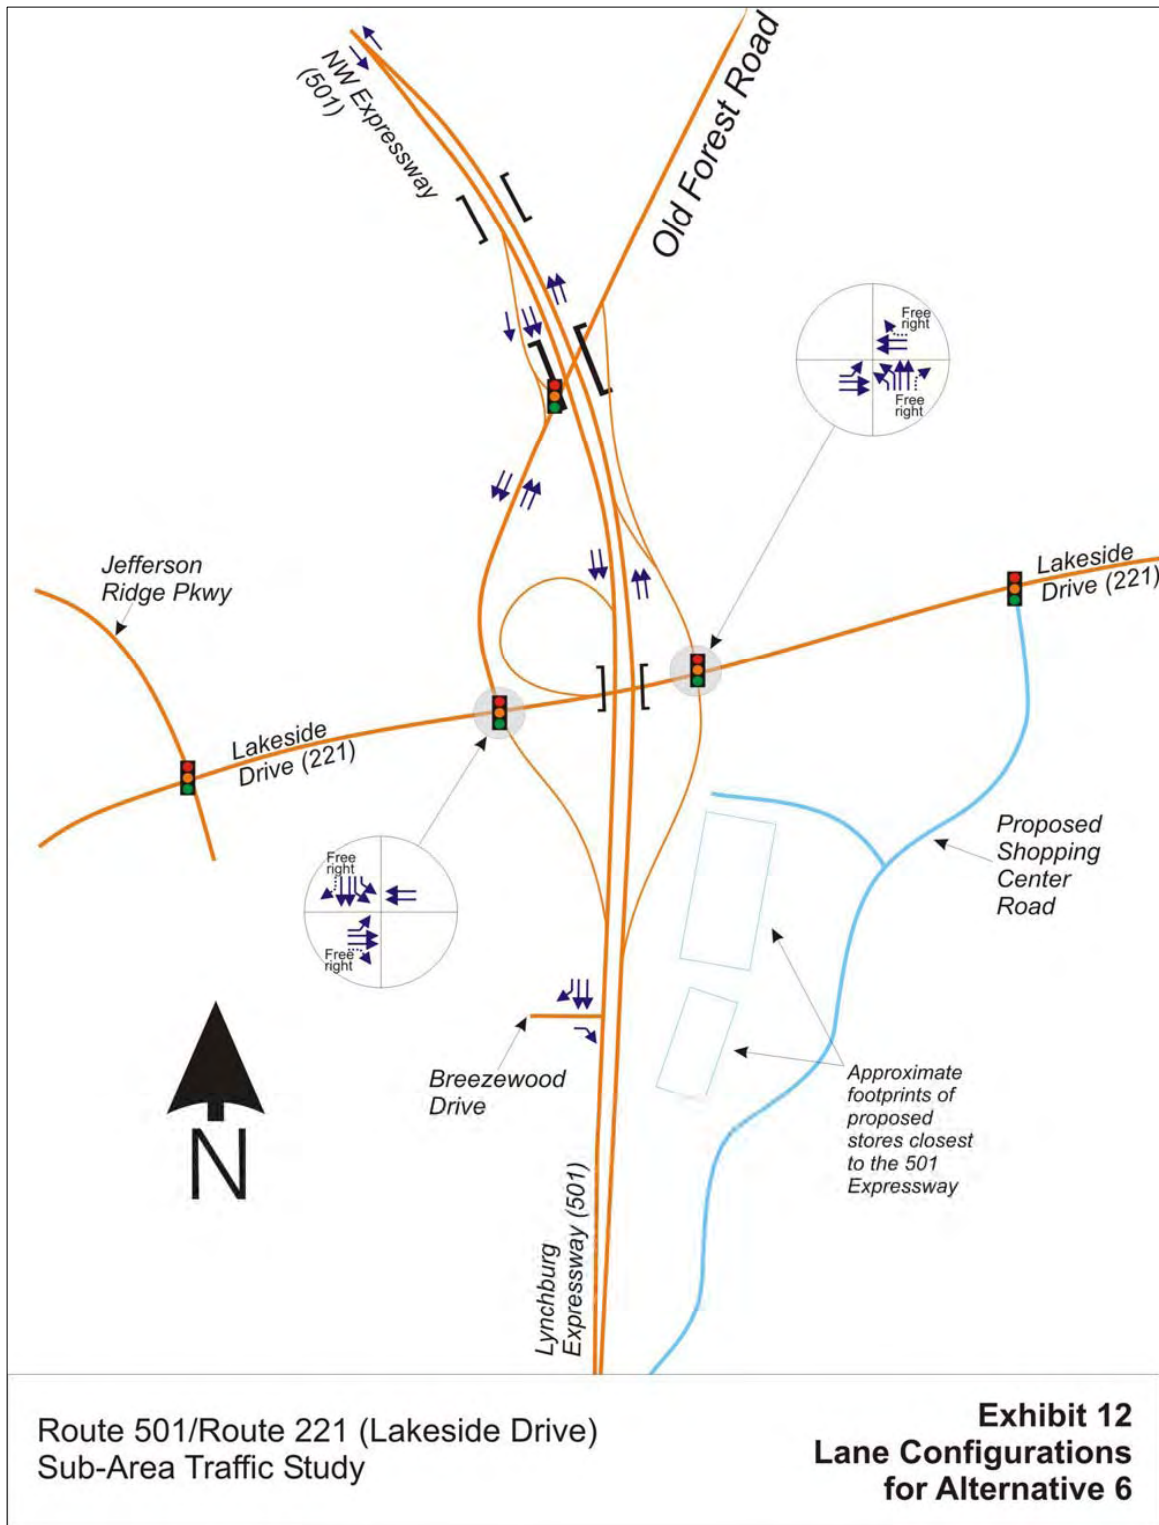 NW Expressway
(501)
Old Forest Road
Free
right
Free
right
Jefferson
Ridge Pkwy
Lakeside
Drive (221)
Lakeside
Drive (221)
Free
right
Free
right
Proposed
Shopping
Center
Road
Breezewood
Drive
Approximate
footprints of
proposed
stores closest
to the 501
Expressway
N
Lynchburg
Expressway (501)
Route 501/Route 221 (Lakeside Drive)
Sub-Area Traffic Study
Exhibit 12
Lane Configurations
for Alternative 6